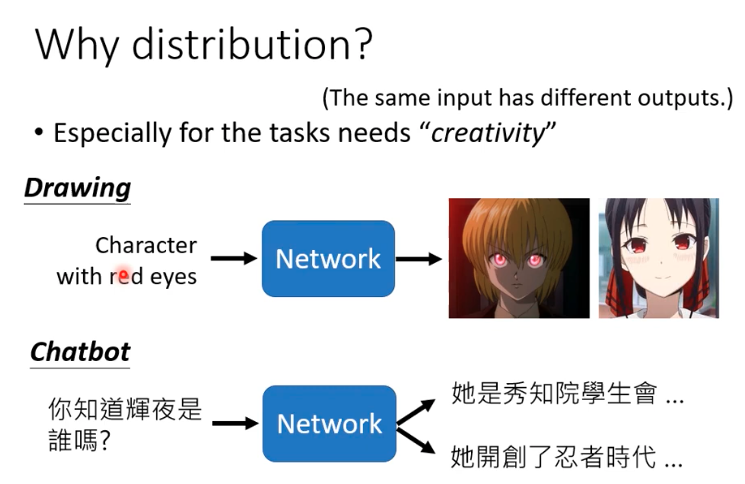 Why distribution?
(The same input has different outputs.)
• Especially for the tasks needs “creativity”
Drawing
Character
with red eyes
Network
Chatbot
你知道輝夜是
誰嗎?
Network
她是秀知院學生會 ...
她開創了忍者時代 ...